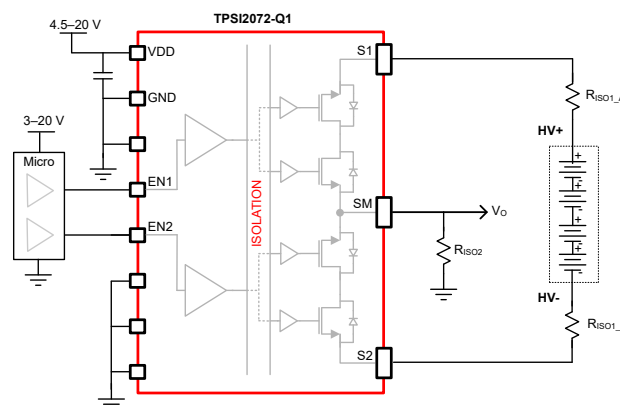 TPSI2072-Q1
4.5–20 V
VDD
GND
3–20 V
Micro
EN1
EN2
ISOLATION
S1
SM
S2
VO
RISO2
HV+
HV-
+
-
+
-
+
-
+
-